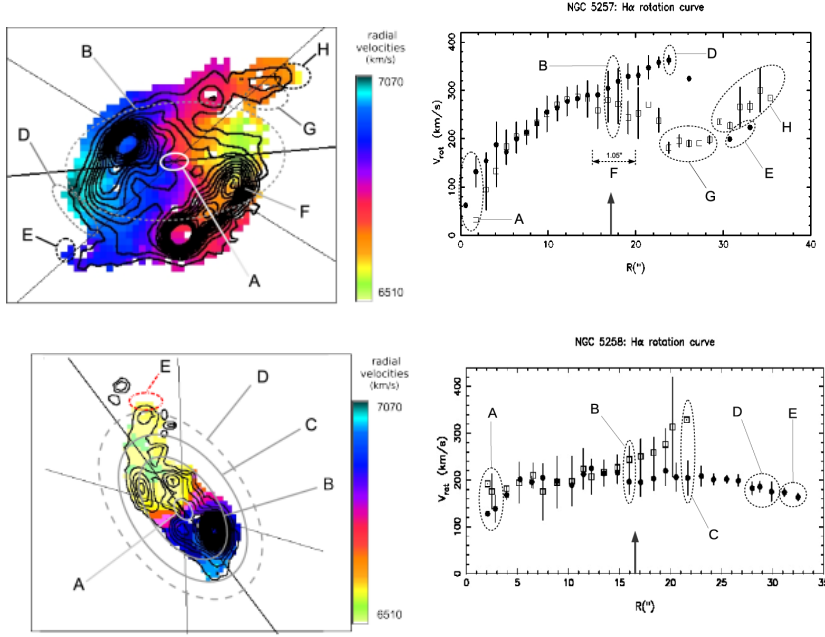 NGC 5257: Hα rotation curve
radial
velocities
(km/s)
7070
6510
B
H
G
D
F
E
A
400
300
200
100
0
Vrot (km/s)
B
D
1.05"
F
H
E
G
A
0
10
20
30
40
R(")
NGC 5258: Hα rotation curve
radial
velocities
(km/s)
7070
6510
E
D
C
B
A
400
300
200
100
0
Vrot (km/s)
A
B
D
E
C
0
5
10
15
20
25
30
35
R(")